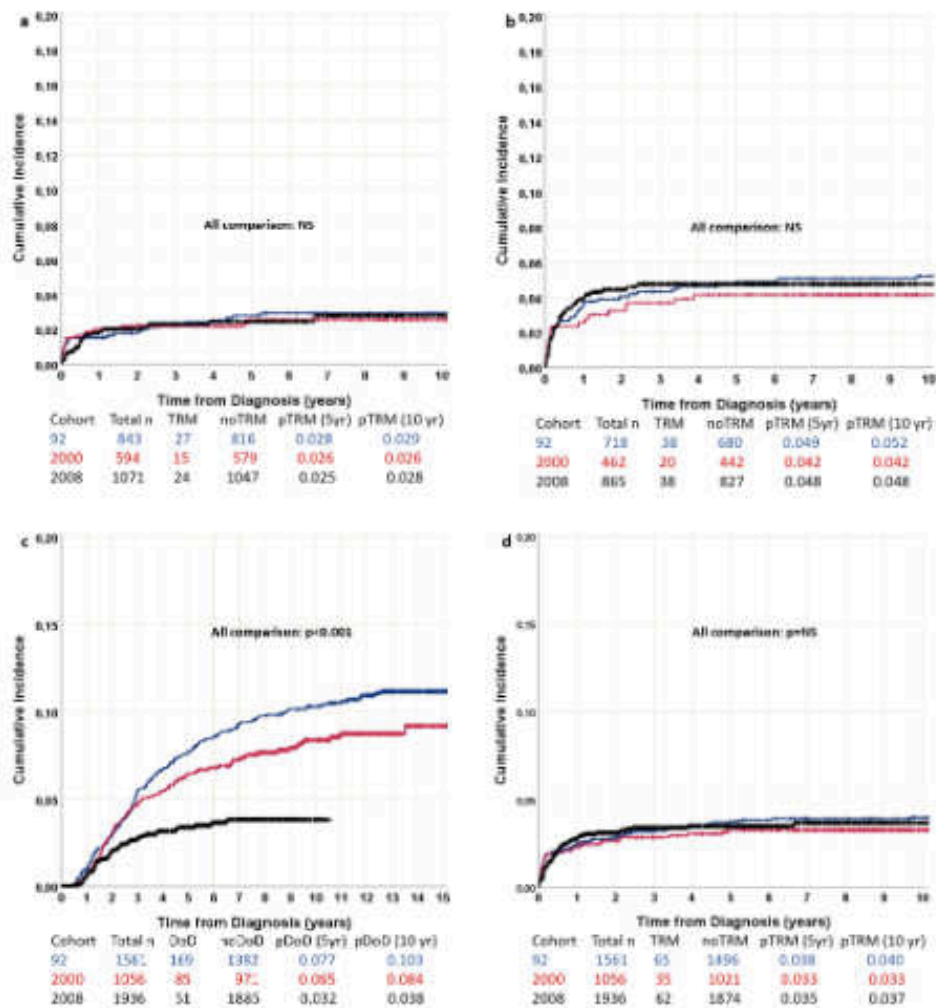 a
0,20
0,18
0,16
0,14
0,12
0,10
0,08
0,06
0,04
0,02
0,00
Cumulative Incidence
All comparison: NS
0 1 2 3 4 5 6 7 8 9 10
Time from Diagnosis (years)
Cohort Total n TRM noTRM pTRM (5yr) pTRM (10 yr)
92 843 27 816 0.028 0.029
2000 594 15 579 0.026 0.026
2008 1071 24 1047 0.025 0.028
b
0,20
0,18
0,16
0,14
0,12
0,10
0,08
0,06
0,04
0,02
0,00
Cumulative Incidence
All comparison: NS
0 1 2 3 4 5 6 7 8 9 10
Time from Diagnosis (years)
Cohort Total n TRM noTRM pTRM (5yr) pTRM (10 yr)
92 718 38 680 0.049 0.052
2000 462 20 442 0.042 0.042
2008 865 38 827 0.048 0.048
c
0,20
0,15
0,10
0,05
0,00
Cumulative Incidence
All comparison: p<0.001
0 1 2 3 4 5 6 7 8 9 10 11 12 13 14 15
Time from Diagnosis (years)
Cohort Total n DoD noDoD pDoD (5yr) pDoD (10 yr)
92 1561 169 1382 0.077 0.103
2000 1056 85 971 0.065 0.084
2008 1936 51 1885 0.032 0.038
d
0,20
0,15
0,10
0,05
0,00
Cumulative Incidence
All comparison: p=NS
0 1 2 3 4 5 6 7 8 9 10
Time from Diagnosis (years)
Cohort Total n TRM noTRM pTRM (5yr) pTRM (10 yr)
92 1561 65 1496 0.038 0.040
2000 1056 35 1021 0.033 0.033
2008 1936 62 1874 0.035 0.037